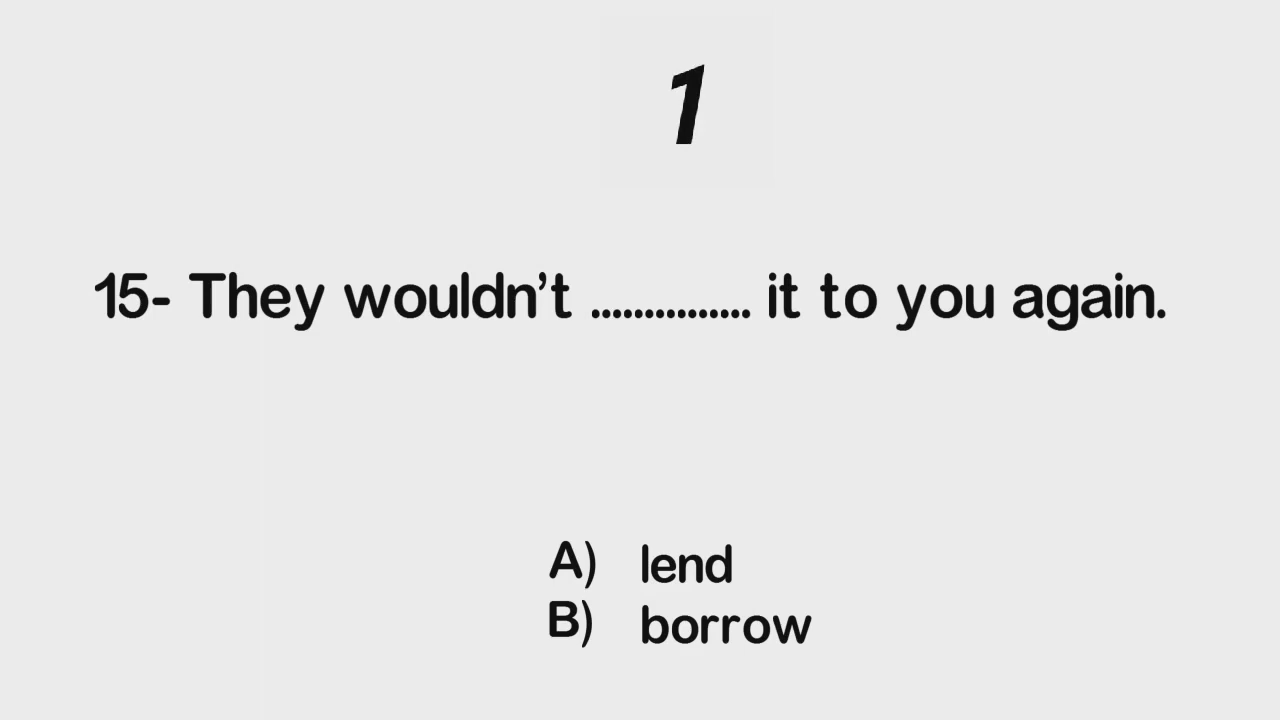 1
15- They wouldn't ............... it to you again.
A) lend
B) borrow